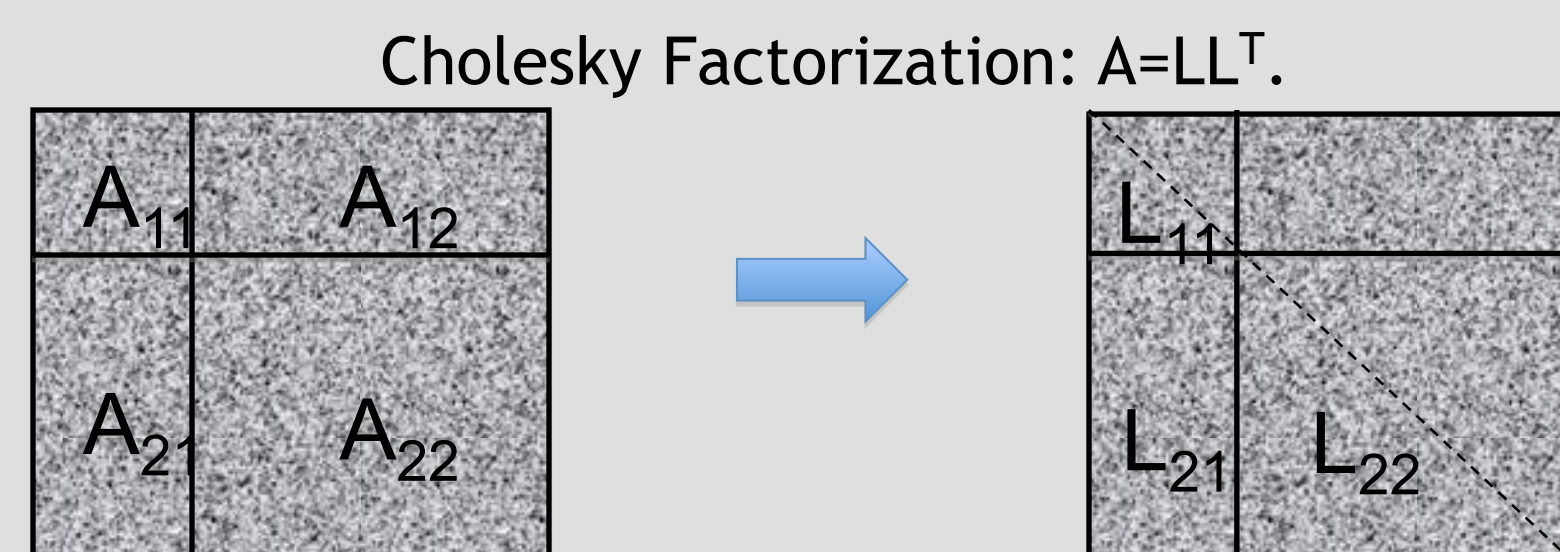 Cholesky Factorization: A=LLᵀ.
A₁₁ A₁₂
L₁₁
A₂₁ A₂₂
L₂₁ L₂₂